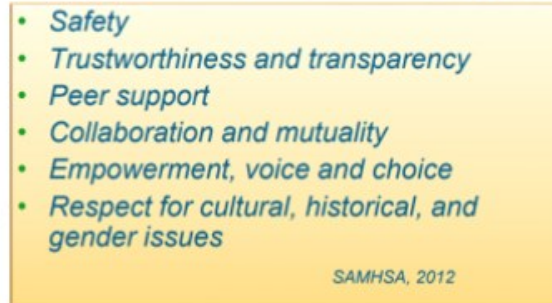 • Safety
• Trustworthiness and transparency
• Peer support
• Collaboration and mutuality
• Empowerment, voice and choice
• Respect for cultural, historical, and
gender issues
SAMHSA, 2012